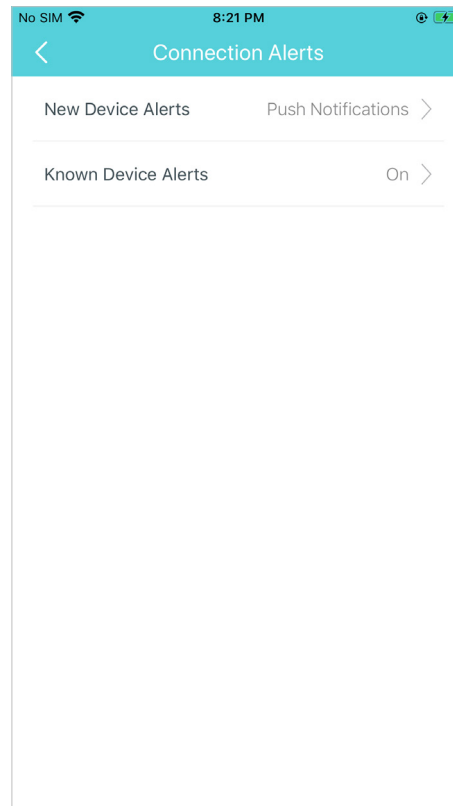 No SIM 8:21 PM
Connection Alerts
New Device Alerts Push Notifications
Known Device Alerts On